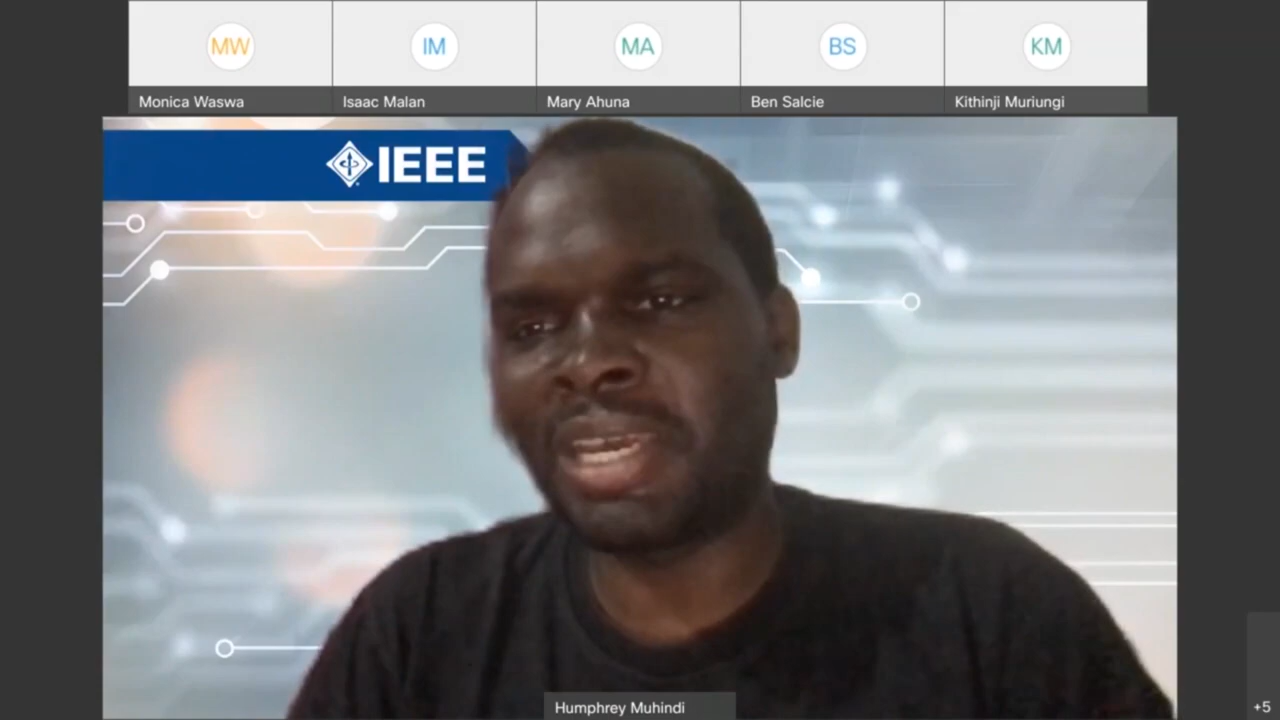 MW
IM
MA
BS
KM
Monica Waswa
Isaac Malan
Mary Ahuna
Ben Salcie
Kithinji Muriungi
IEEE
Humphrey Muhindi
+5